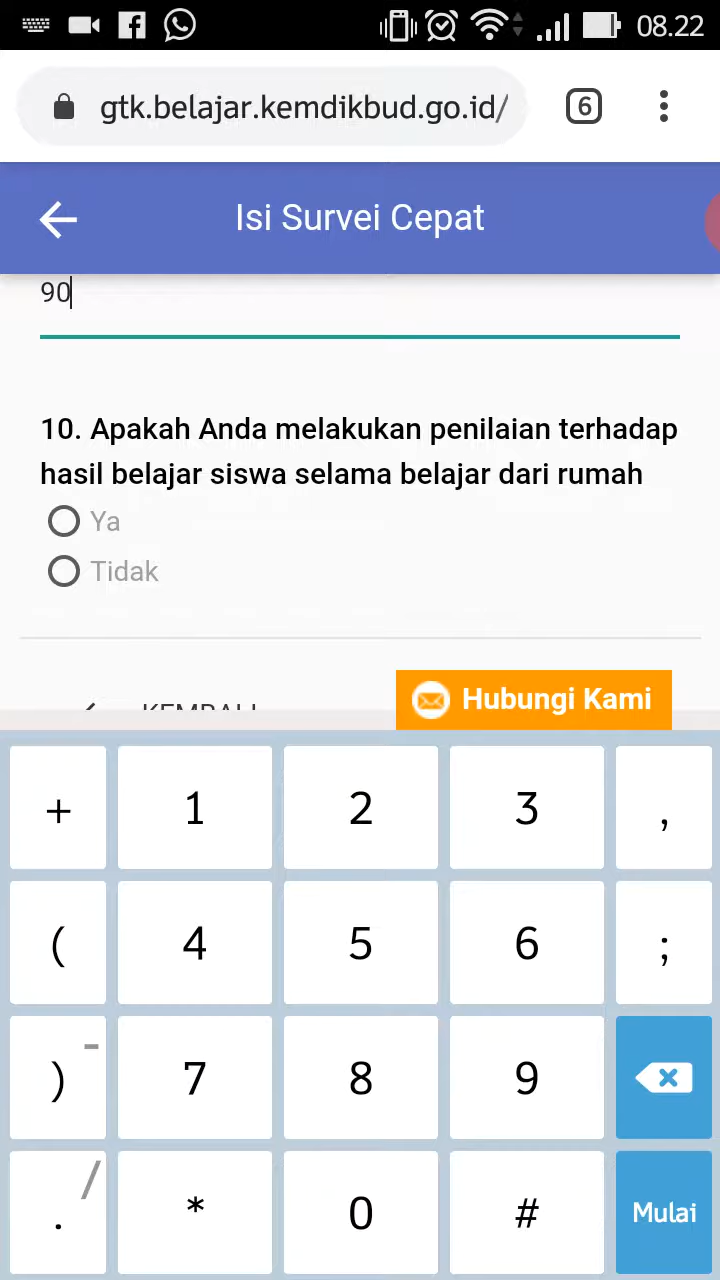 08.22
gtk.belajar.kemdikbud.go.id/
6
Isi Survei Cepat
90
10. Apakah Anda melakukan penilaian terhadap
hasil belajar siswa selama belajar dari rumah
Ya
Tidak
KEMBALI
Hubungi Kami
+ 1 2 3 ,
( 4 5 6 ;
) - 7 8 9
. / * 0 # Mulai